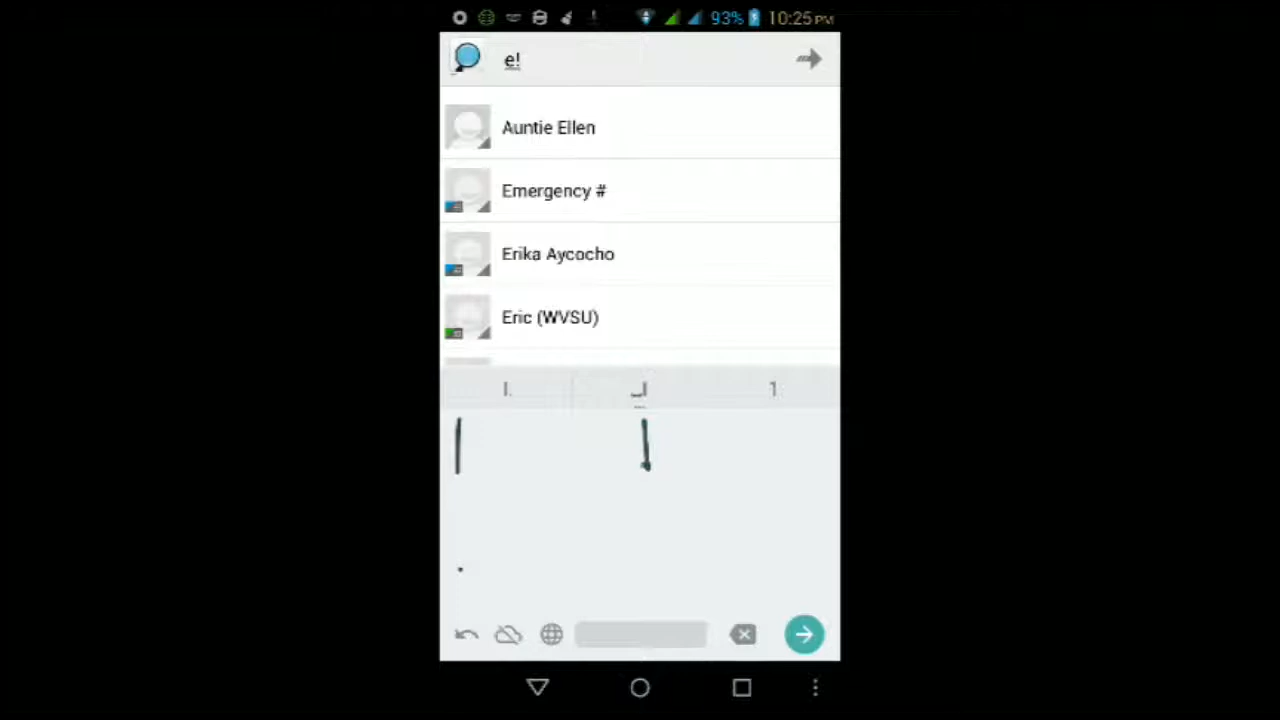 93% 10:25 PM
e!
Auntie Ellen
Emergency #
Erika Aycocho
Eric (WVSU)
l. 1